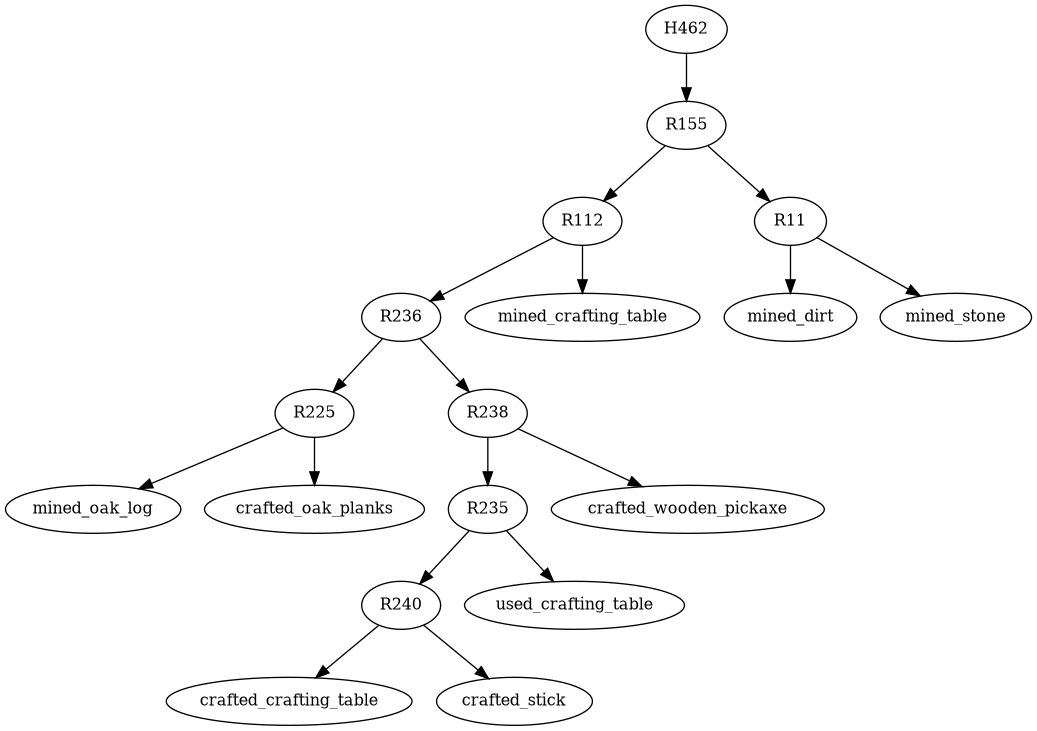 H462
R155
R112
R11
R236
mined_crafting_table
mined_dirt
mined_stone
R225
R238
mined_oak_log
crafted_oak_planks
R235
crafted_wooden_pickaxe
R240
used_crafting_table
crafted_crafting_table
crafted_stick